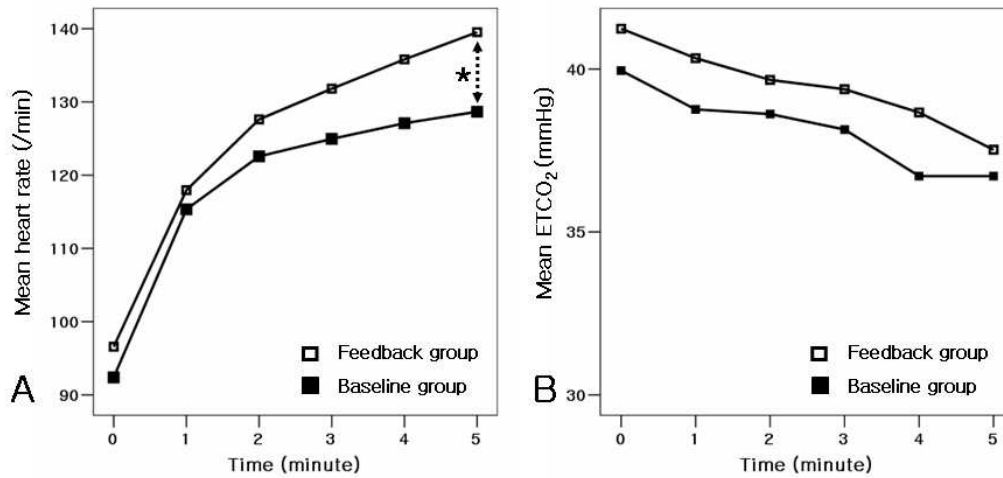 A
Mean heart rate (/min)
140
130
120
110
100
90
*
Feedback group
Baseline group
0 1 2 3 4 5
Time (minute)
B
Mean ETCO₂ (mmHg)
40
35
30
Feedback group
Baseline group
0 1 2 3 4 5
Time (minute)